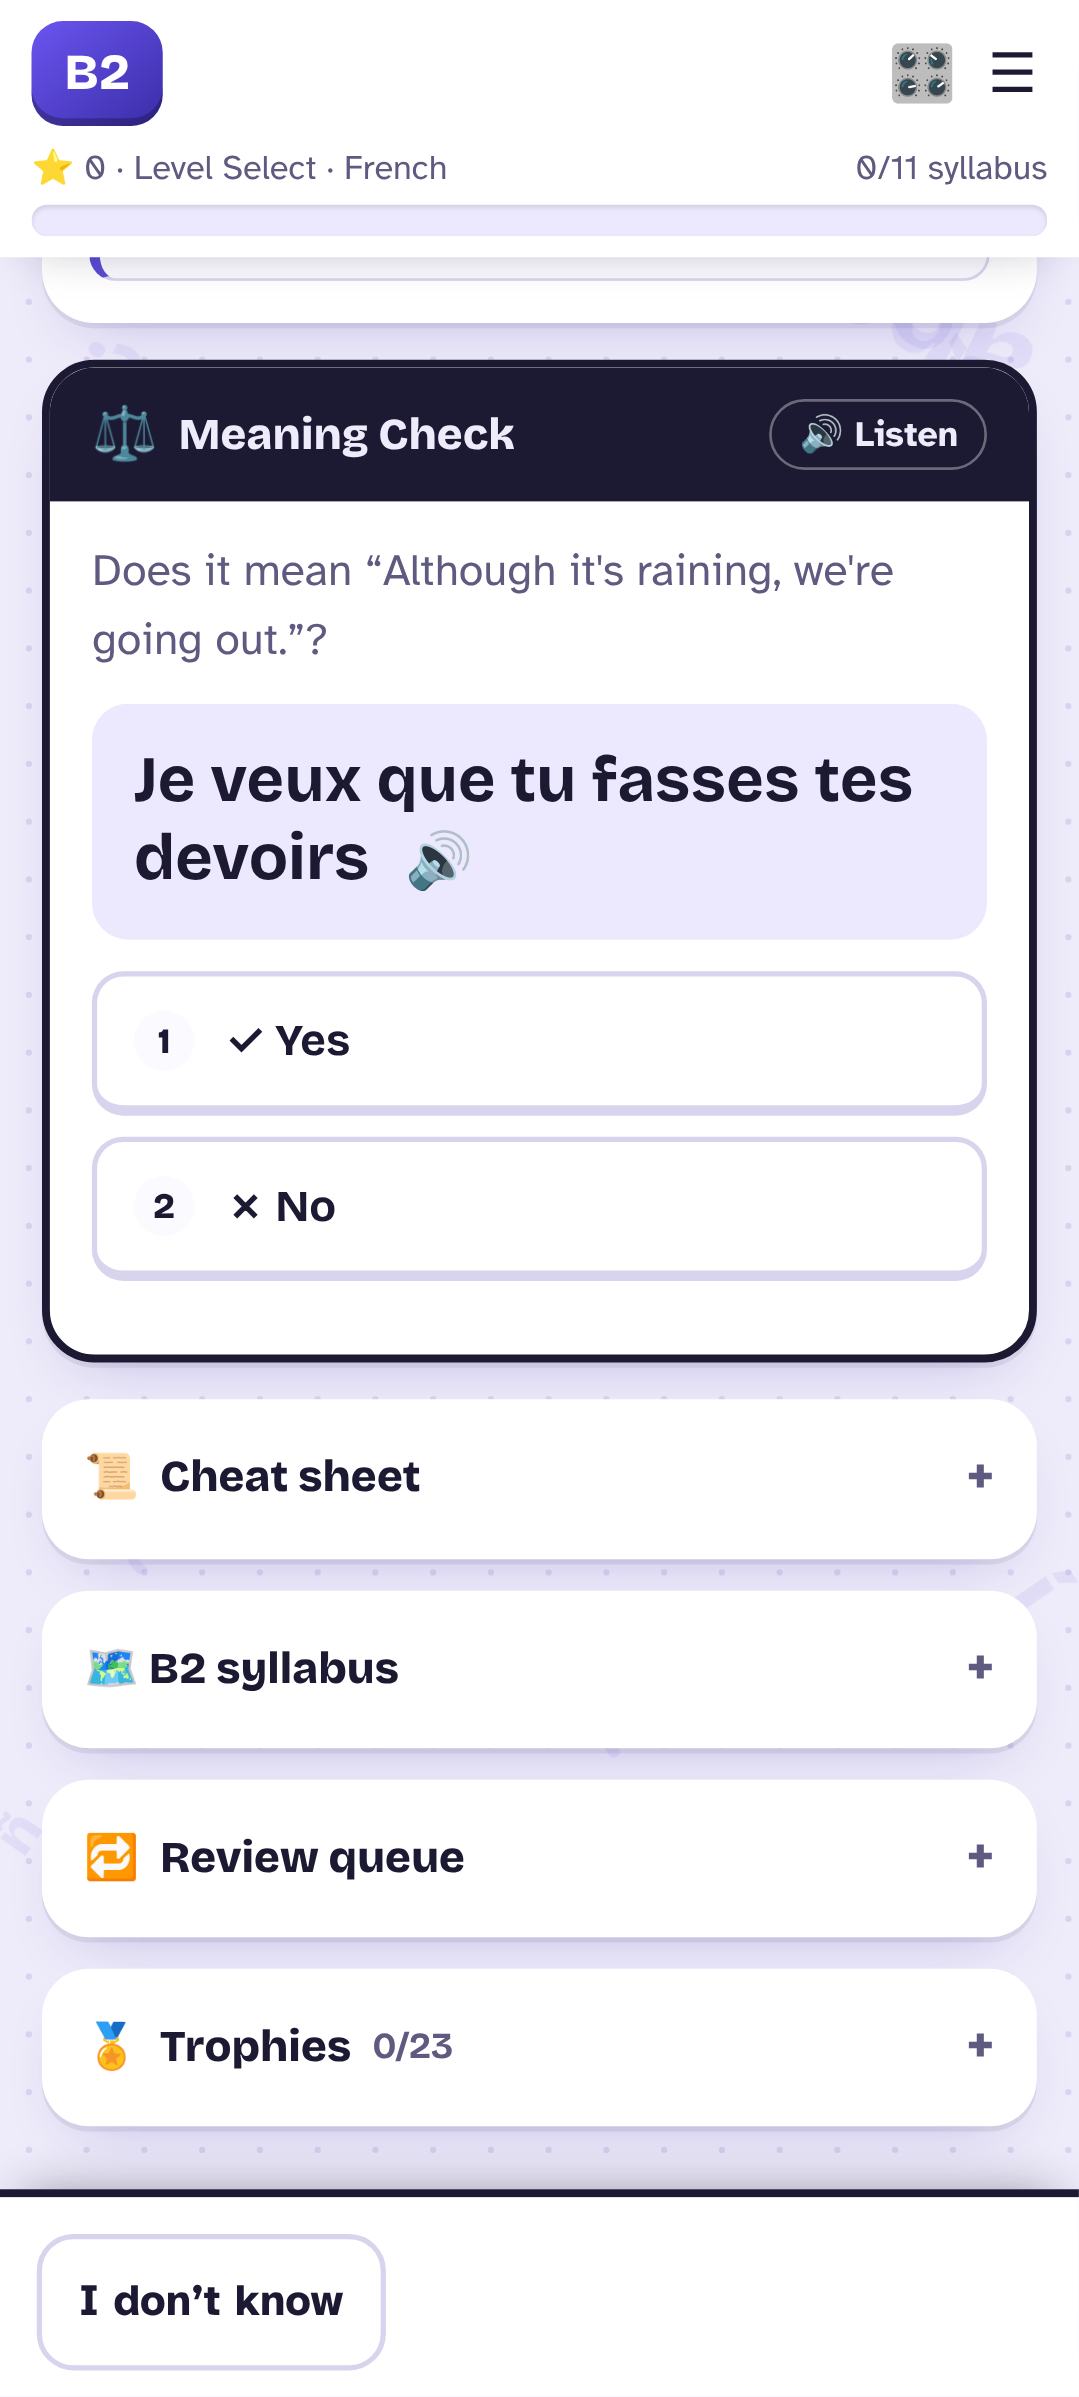 B2
0 · Level Select · French
0/11 syllabus
Meaning Check
Listen
Does it mean “Although it's raining, we're
going out.”?
Je veux que tu fasses tes
devoirs
1 ✓ Yes
2 × No
Cheat sheet +
B2 syllabus +
Review queue +
Trophies 0/23 +
I don’t know